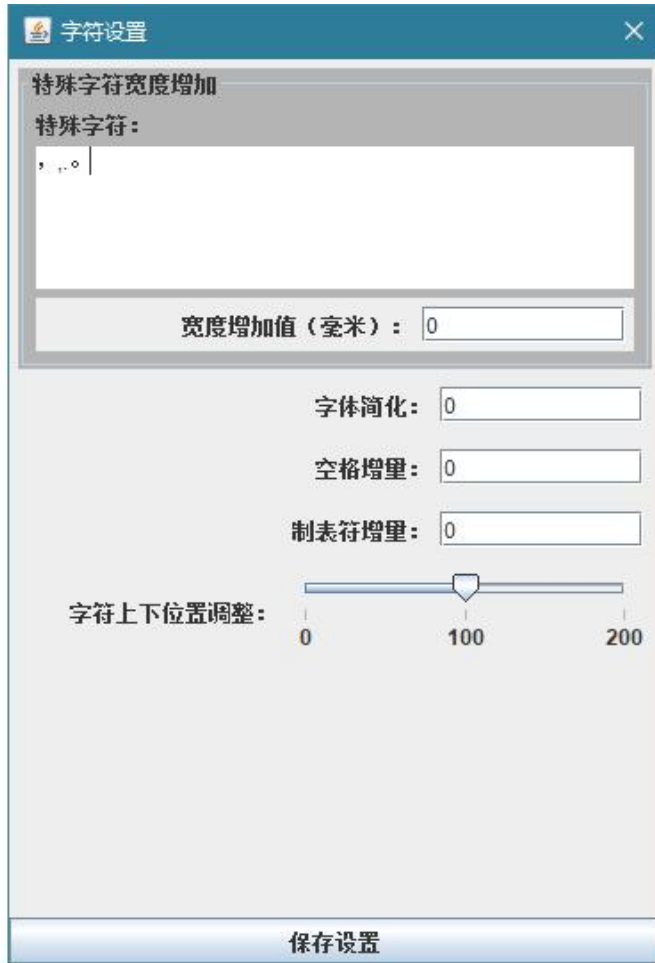 字符设置
特殊字符宽度增加
特殊字符：
，,.。
宽度增加值（毫米）： 0
字体简化： 0
空格增量： 0
制表符增量： 0
字符上下位置调整：
0 100 200
保存设置